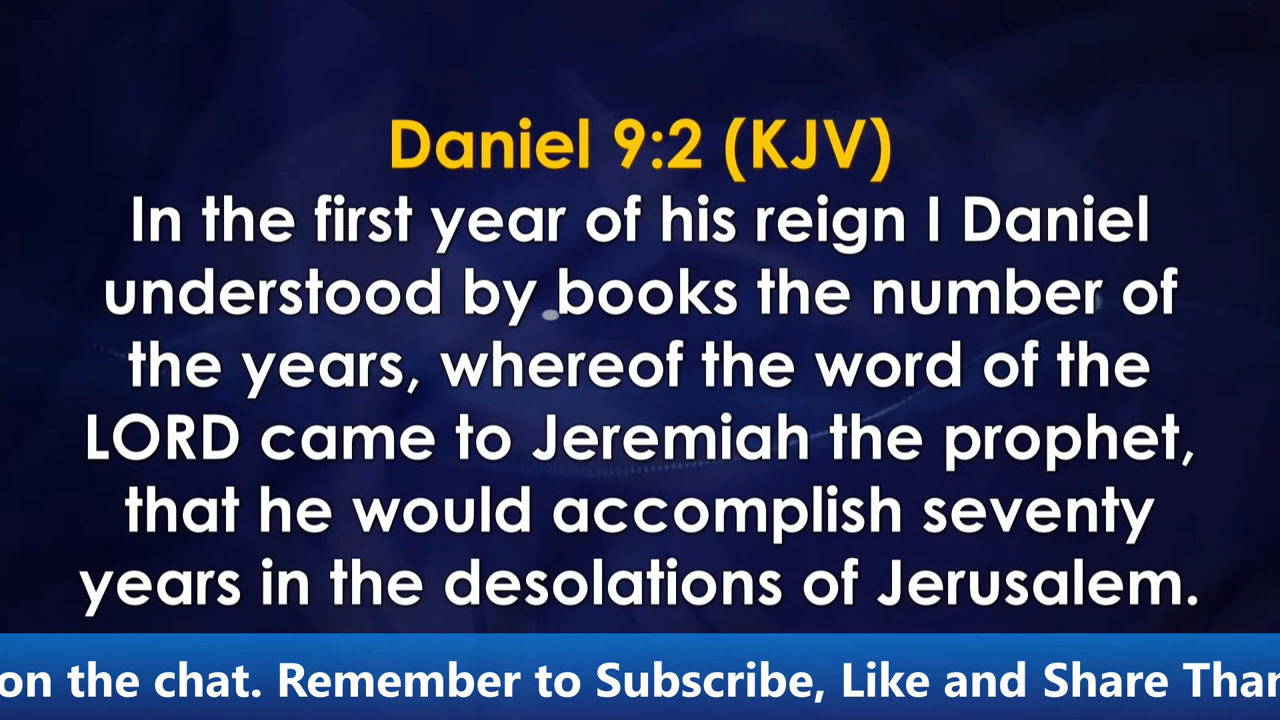 Daniel 9:2 (KJV)
In the first year of his reign I Daniel
understood by books the number of
the years, whereof the word of the
LORD came to Jeremiah the prophet,
that he would accomplish seventy
years in the desolations of Jerusalem.
on the chat. Remember to Subscribe, Like and Share